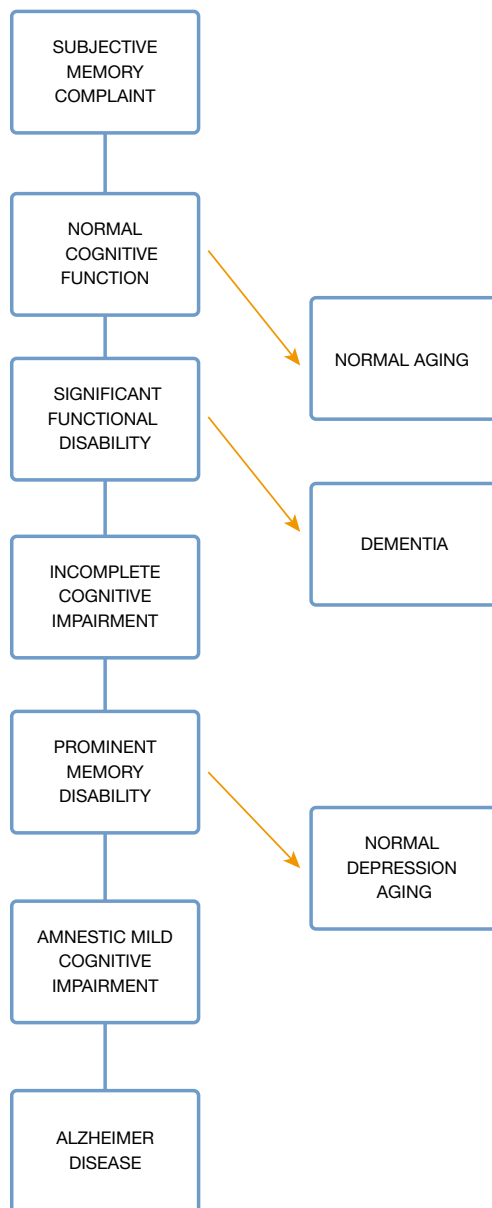 SUBJECTIVE
MEMORY
COMPLAINT
NORMAL
COGNITIVE
FUNCTION
NORMAL AGING
SIGNIFICANT
FUNCTIONAL
DISABILITY
DEMENTIA
INCOMPLETE
COGNITIVE
IMPAIRMENT
PROMINENT
MEMORY
DISABILITY
NORMAL
DEPRESSION
AGING
AMNESTIC MILD
COGNITIVE
IMPAIRMENT
ALZHEIMER
DISEASE